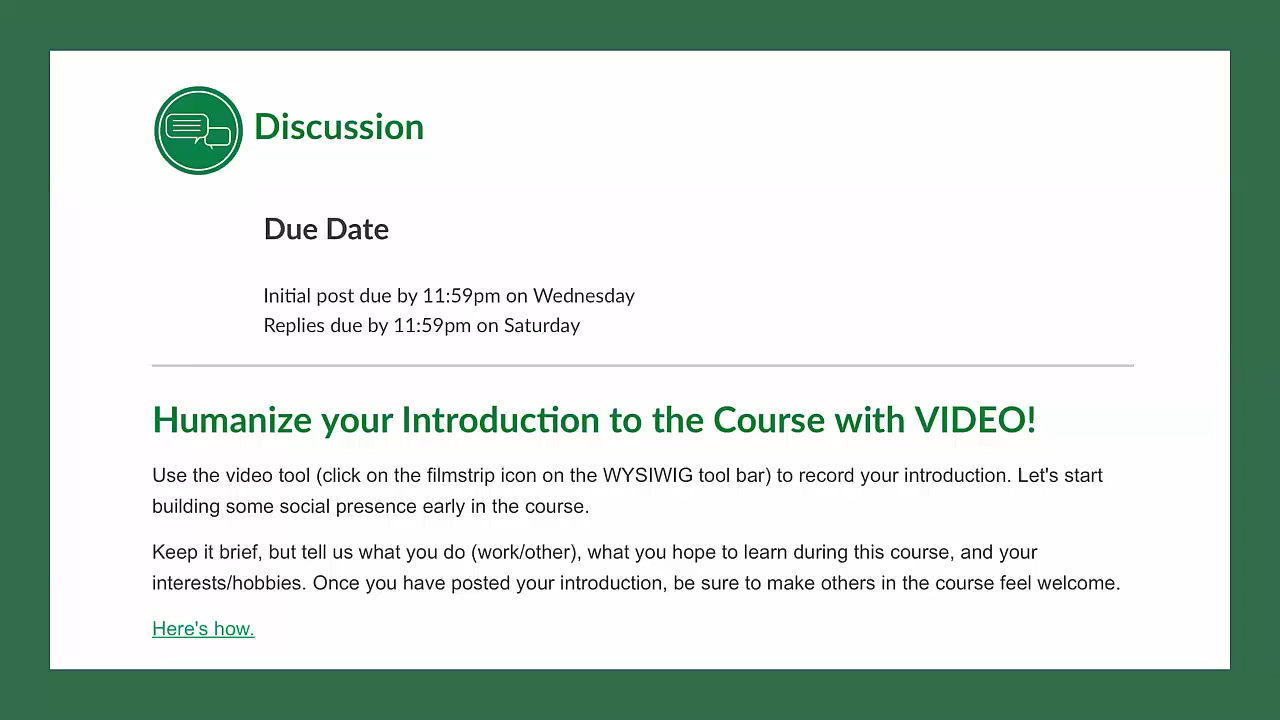 Discussion
Due Date
Initial post due by 11:59pm on Wednesday
Replies due by 11:59pm on Saturday
Humanize your Introduction to the Course with VIDEO!
Use the video tool (click on the filmstrip icon on the WYSIWIG tool bar) to record your introduction. Let's start
building some social presence early in the course.
Keep it brief, but tell us what you do (work/other), what you hope to learn during this course, and your
interests/hobbies. Once you have posted your introduction, be sure to make others in the course feel welcome.
Here's how.